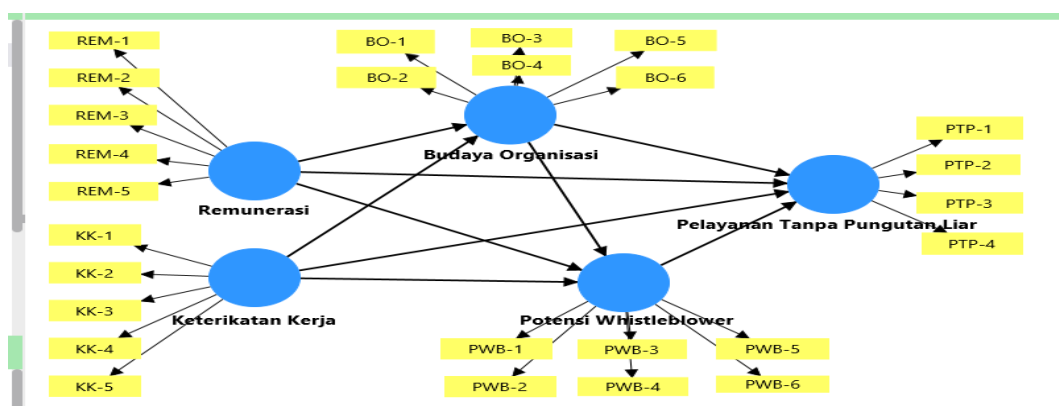 REM-1
REM-2
REM-3
REM-4
REM-5
Remunerasi
BO-1
BO-2
BO-3
BO-4
BO-5
BO-6
Budaya Organisasi
PTP-1
PTP-2
PTP-3
PTP-4
Pelayanan Tanpa Pungutan Liar
KK-1
KK-2
KK-3
KK-4
KK-5
Keterikatan Kerja
Potensi Whistleblower
PWB-1
PWB-2
PWB-3
PWB-4
PWB-5
PWB-6